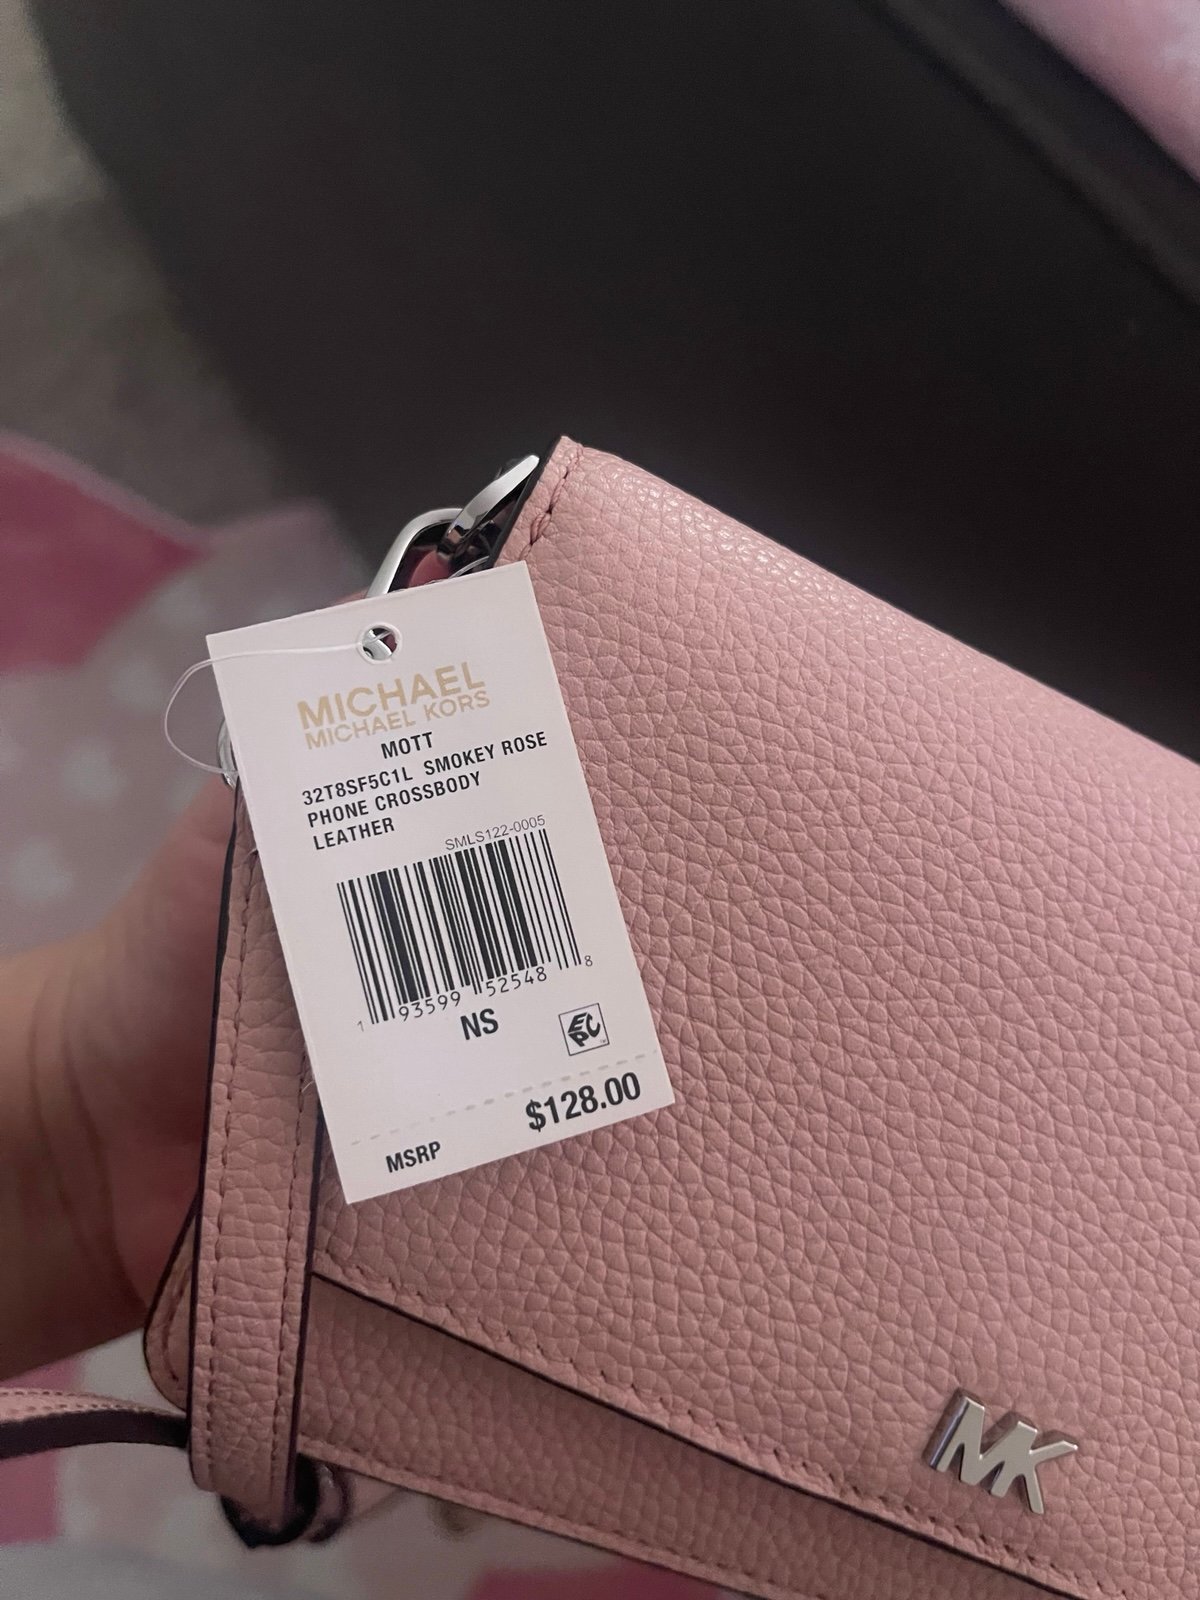 MICHAEL
MICHAEL KORS
MOTT
32T8SF5C1L SMOKEY ROSE
PHONE CROSSBODY
LEATHER
SMLS122-0005
1 93599 52548 8
NS
EPC
$128.00
MSRP
MK